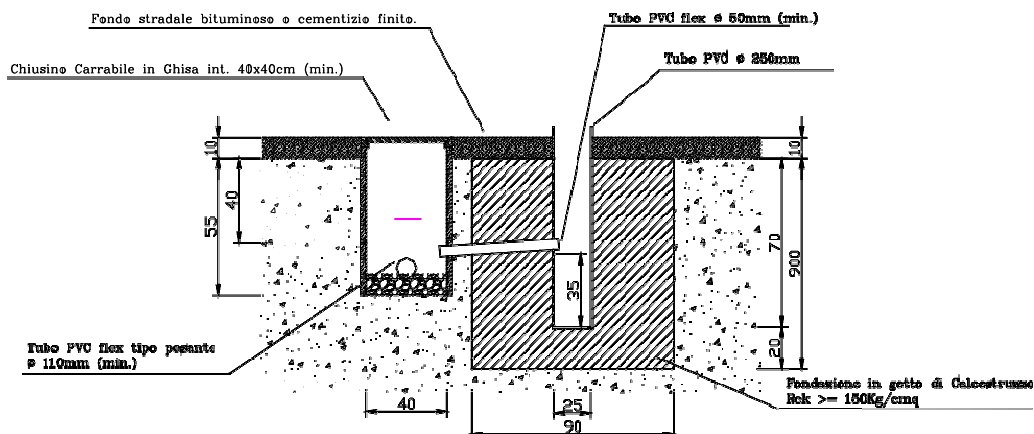 Fondo stradale bituminoso o cementizio finito.
Tubo PVC flex ø 50mm (min.)
Tubo PVC ø 250mm
Chiusino Carrabile in Ghisa int. 40x40cm (min.)
10
10
40
55
70
900
35
20
Tubo PVC flex tipo pesante
ø 110mm (min.)
Fondazione in getto di Calcestruzzo
Rck >= 150Kg/cmq
40
25
90